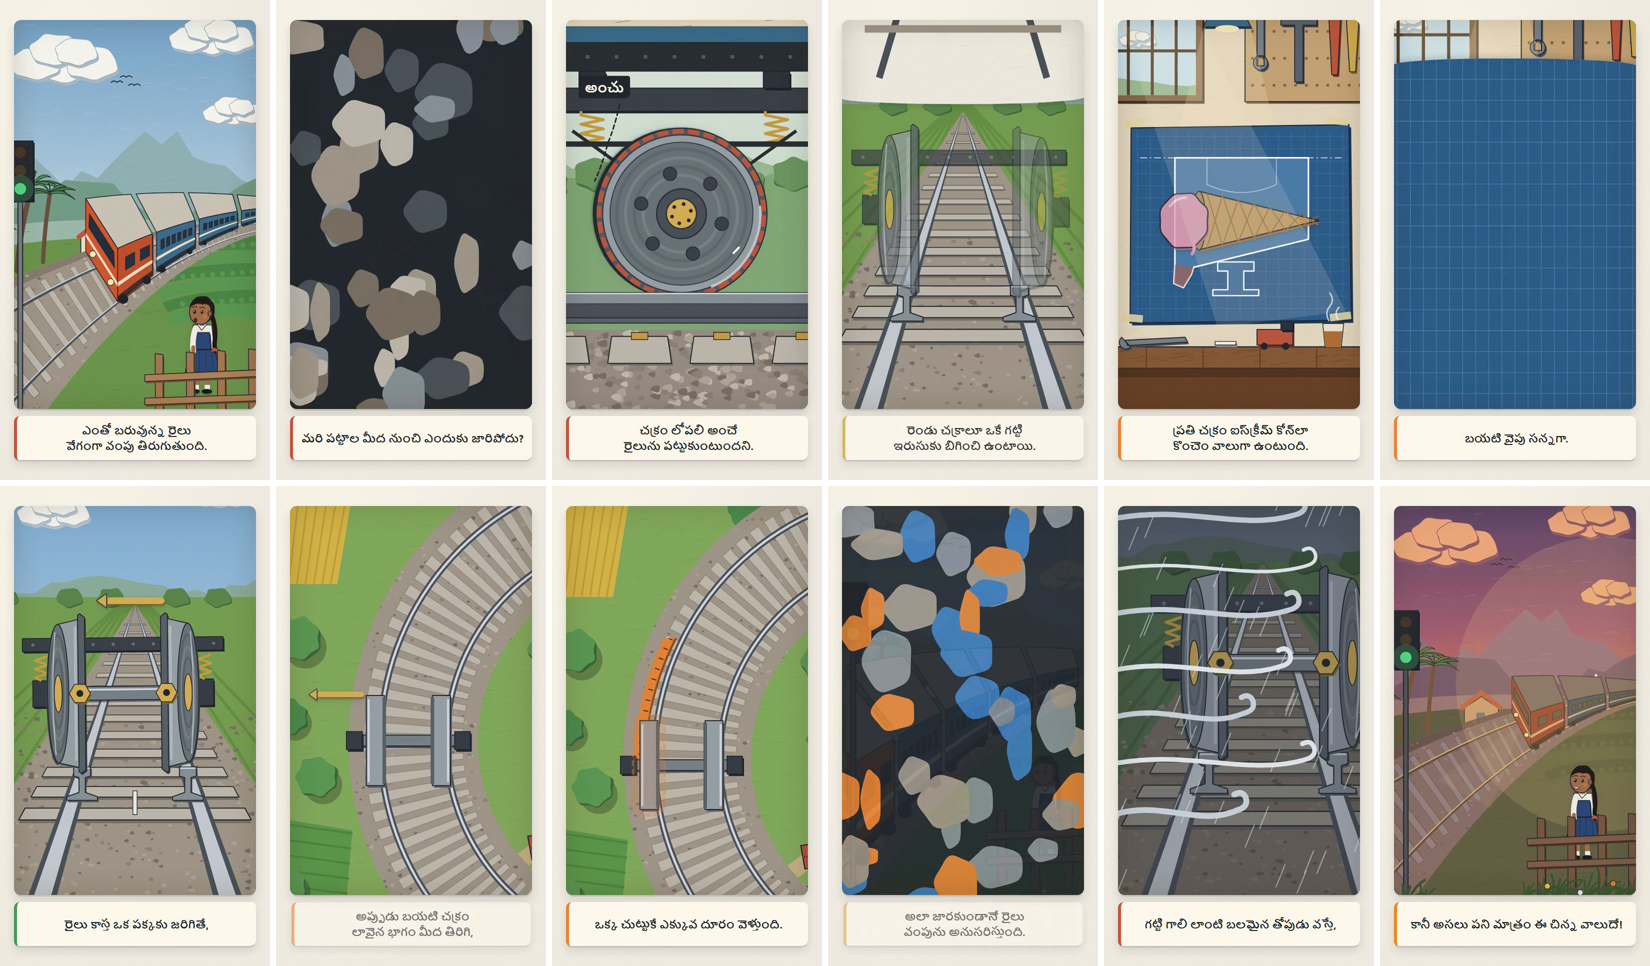 అంచు
ఎంతో బరువున్న రైలు
వేగంగా వంపు తిరుగుతుంది.
మరి పట్టాల మీద నుంచి ఎందుకు జారిపోదు?
చక్రం లోపలి అంచే
రైలును పట్టుకుంటుందని.
రెండు చక్రాలూ ఒకే గట్టి
ఇరుసుకు బిగించి ఉంటాయి.
ప్రతి చక్రం ఐస్‌క్రీమ్ కోన్‌లా
కొంచెం వాలుగా ఉంటుంది.
బయటి వైపు సన్నగా.
రైలు కాస్త ఒక పక్కకు జరిగితే,
అప్పుడు బయటి చక్రం
లావైన భాగం మీద తిరిగి,
ఒక్క చుట్టుకే ఎక్కువ దూరం వెళ్తుంది.
అలా జారకుండానే రైలు
వంపును అనుసరిస్తుంది.
గట్టి గాలి లాంటి బలమైన తోపుడు వస్తే,
కానీ అసలు పని మాత్రం ఈ చిన్న వాలుదే!